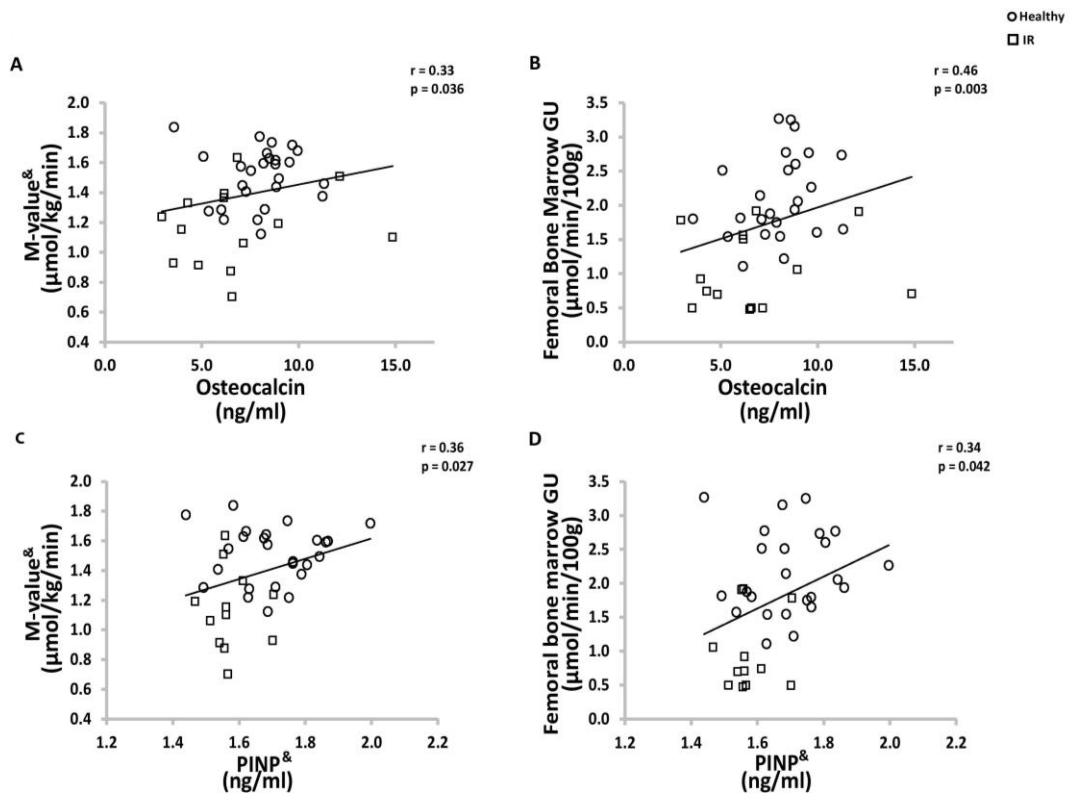 Healthy
IR
A
r = 0.33
p = 0.036
M-value&
(μmol/kg/min)
2.0
1.8
1.6
1.4
1.2
1.0
0.8
0.6
0.4
0.0
5.0
10.0
15.0
Osteocalcin
(ng/ml)
B
r = 0.46
p = 0.003
Femoral Bone Marrow GU
(μmol/min/100g)
3.5
3.0
2.5
2.0
1.5
1.0
0.5
0.0
0.0
5.0
10.0
15.0
Osteocalcin
(ng/ml)
C
r = 0.36
p = 0.027
M-value&
(μmol/kg/min)
2.0
1.8
1.6
1.4
1.2
1.0
0.8
0.6
0.4
1.2
1.4
1.6
1.8
2.0
2.2
PINP&
(ng/ml)
D
r = 0.34
p = 0.042
Femoral bone marrow GU
(μmol/min/100g)
3.5
3.0
2.5
2.0
1.5
1.0
0.5
0.0
1.2
1.4
1.6
1.8
2.0
2.2
PINP&
(ng/ml)